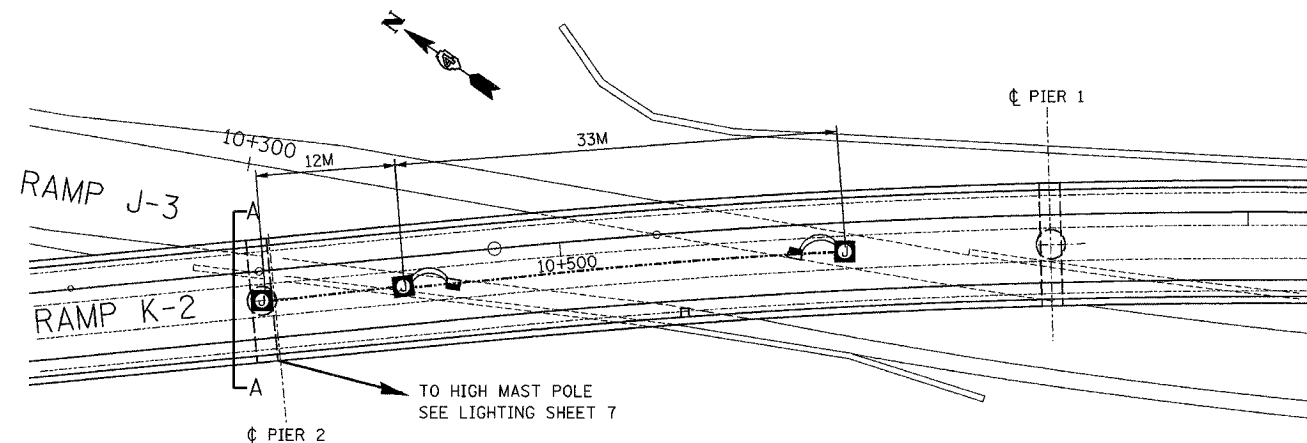 N
℄ PIER 1
10+300
12M
33M
RAMP J-3
A
J
J
J
10+500
RAMP K-2
A
TO HIGH MAST POLE
SEE LIGHTING SHEET 7
℄ PIER 2